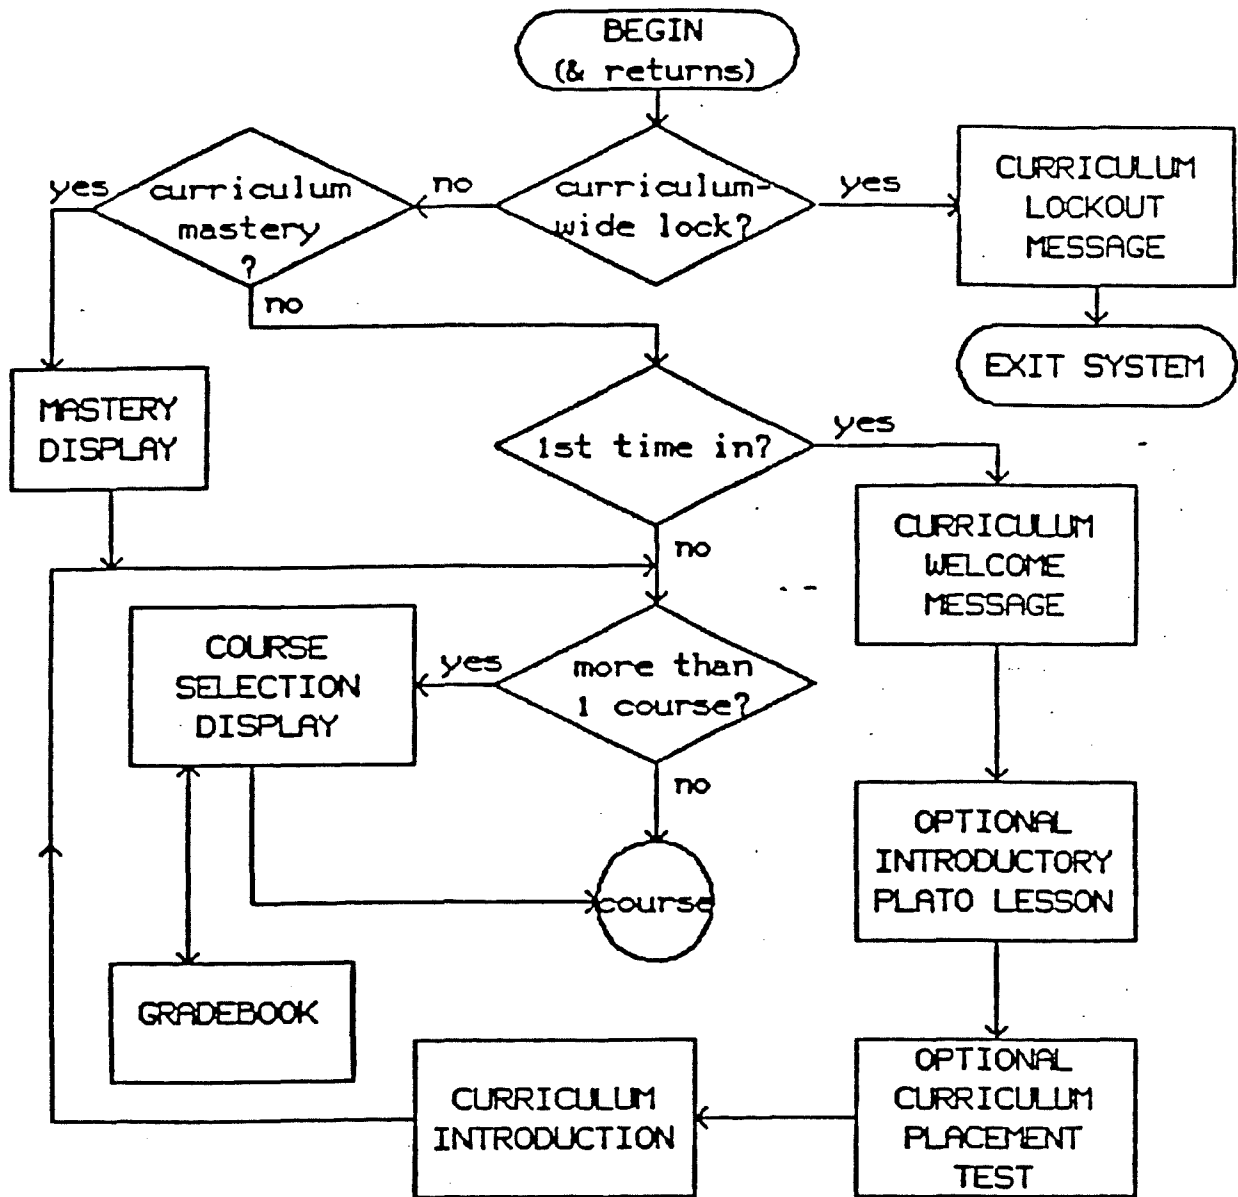 BEGIN
(& returns)
curriculum
mastery
?
yes
no
curriculum-
wide lock?
no
yes
CURRICULUM
LOCKOUT
MESSAGE
EXIT SYSTEM
MASTERY
DISPLAY
1st time in?
yes
no
CURRICULUM
WELCOME
MESSAGE
COURSE
SELECTION
DISPLAY
yes
more than
1 course?
no
course
OPTIONAL
INTRODUCTORY
PLATO LESSON
GRADEBOOK
CURRICULUM
INTRODUCTION
OPTIONAL
CURRICULUM
PLACEMENT
TEST